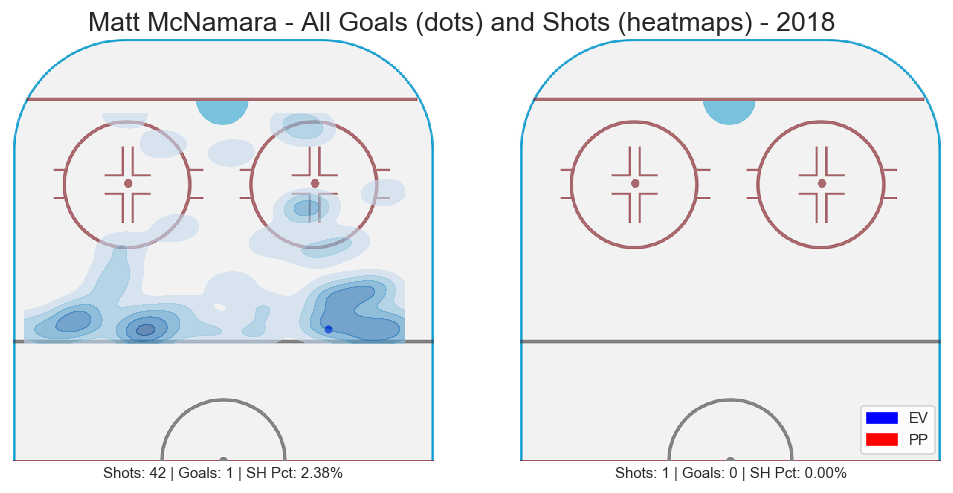 Matt McNamara - All Goals (dots) and Shots (heatmaps) - 2018
EV
PP
Shots: 42 | Goals: 1 | SH Pct: 2.38%
Shots: 1 | Goals: 0 | SH Pct: 0.00%